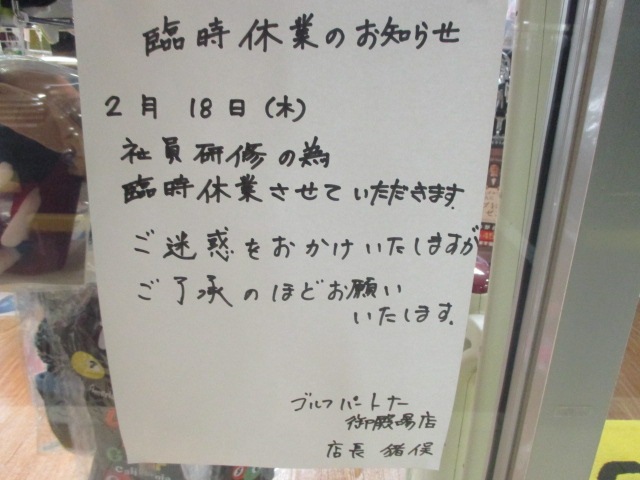 臨時休業のお知らせ
2月 18日(木)
社員研修の為
臨時休業させていただきます.
ご迷惑をおかけいたしますが
ご了承のほどお願い
いたします.
ゴルフパートナー
御殿場店
店長 猪俣